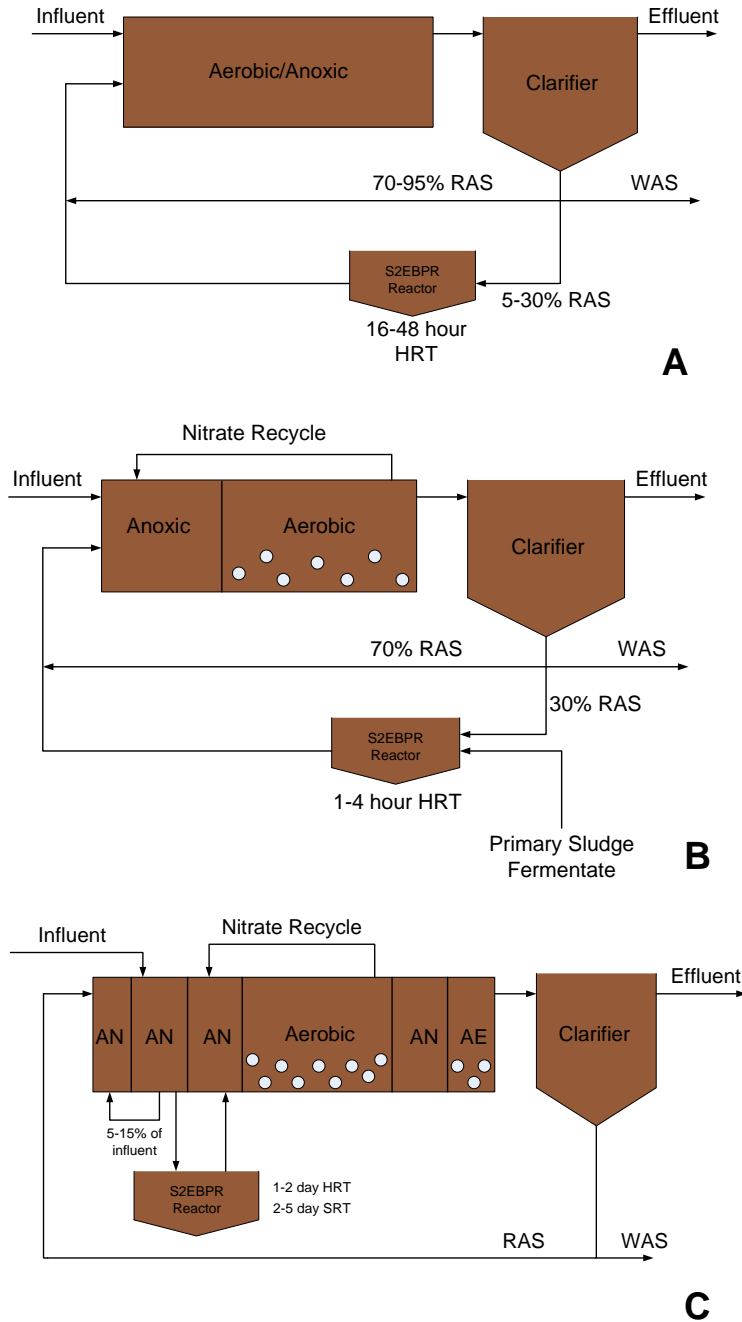 Influent
Effluent
Aerobic/Anoxic
Clarifier
70-95% RAS
WAS
S2EBPR
Reactor
5-30% RAS
16-48 hour
HRT
A
Nitrate Recycle
Influent
Effluent
Anoxic
Aerobic
Clarifier
70% RAS
WAS
30% RAS
S2EBPR
Reactor
1-4 hour HRT
Primary Sludge
Fermentate
B
Nitrate Recycle
Influent
Effluent
AN
AN
AN
Aerobic
AN
AE
Clarifier
5-15% of
influent
S2EBPR
Reactor
1-2 day HRT
2-5 day SRT
RAS
WAS
C